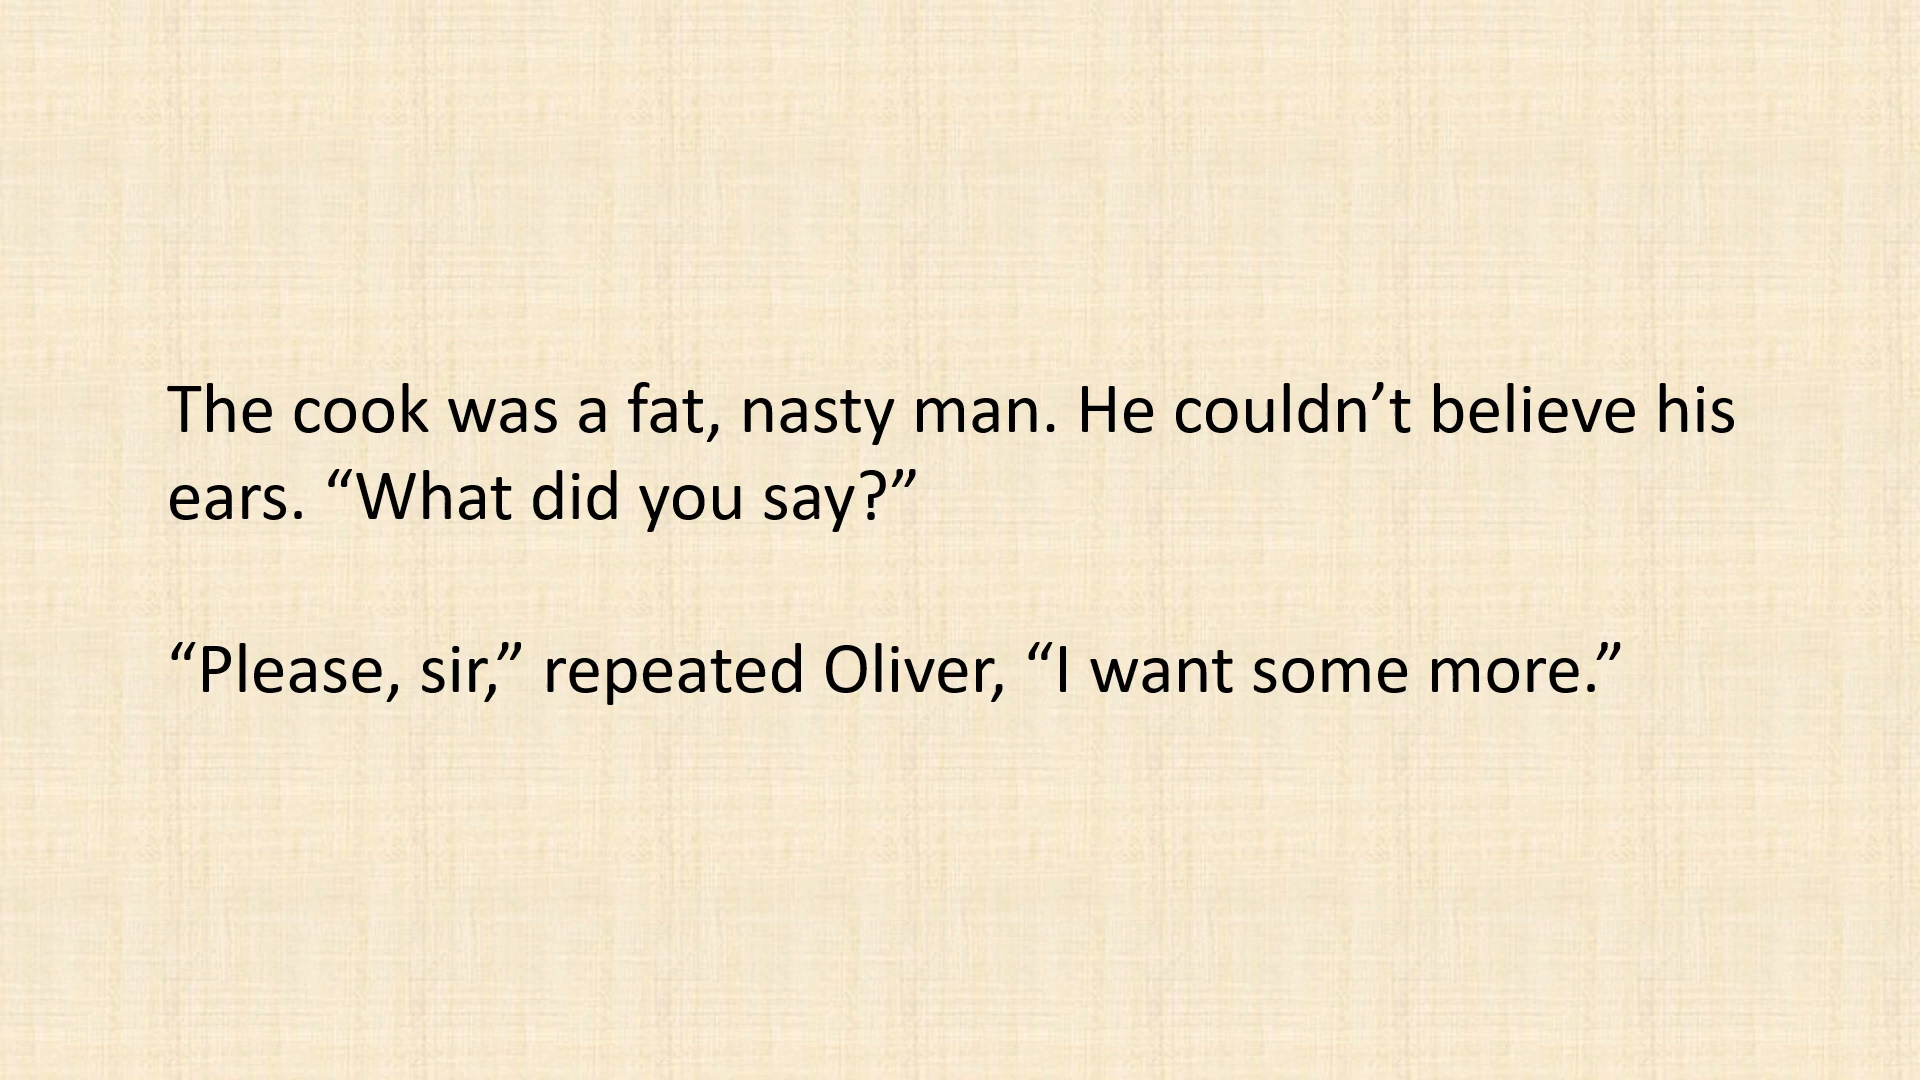 The cook was a fat, nasty man. He couldn’t believe his
ears. “What did you say?”
“Please, sir,” repeated Oliver, “I want some more.”